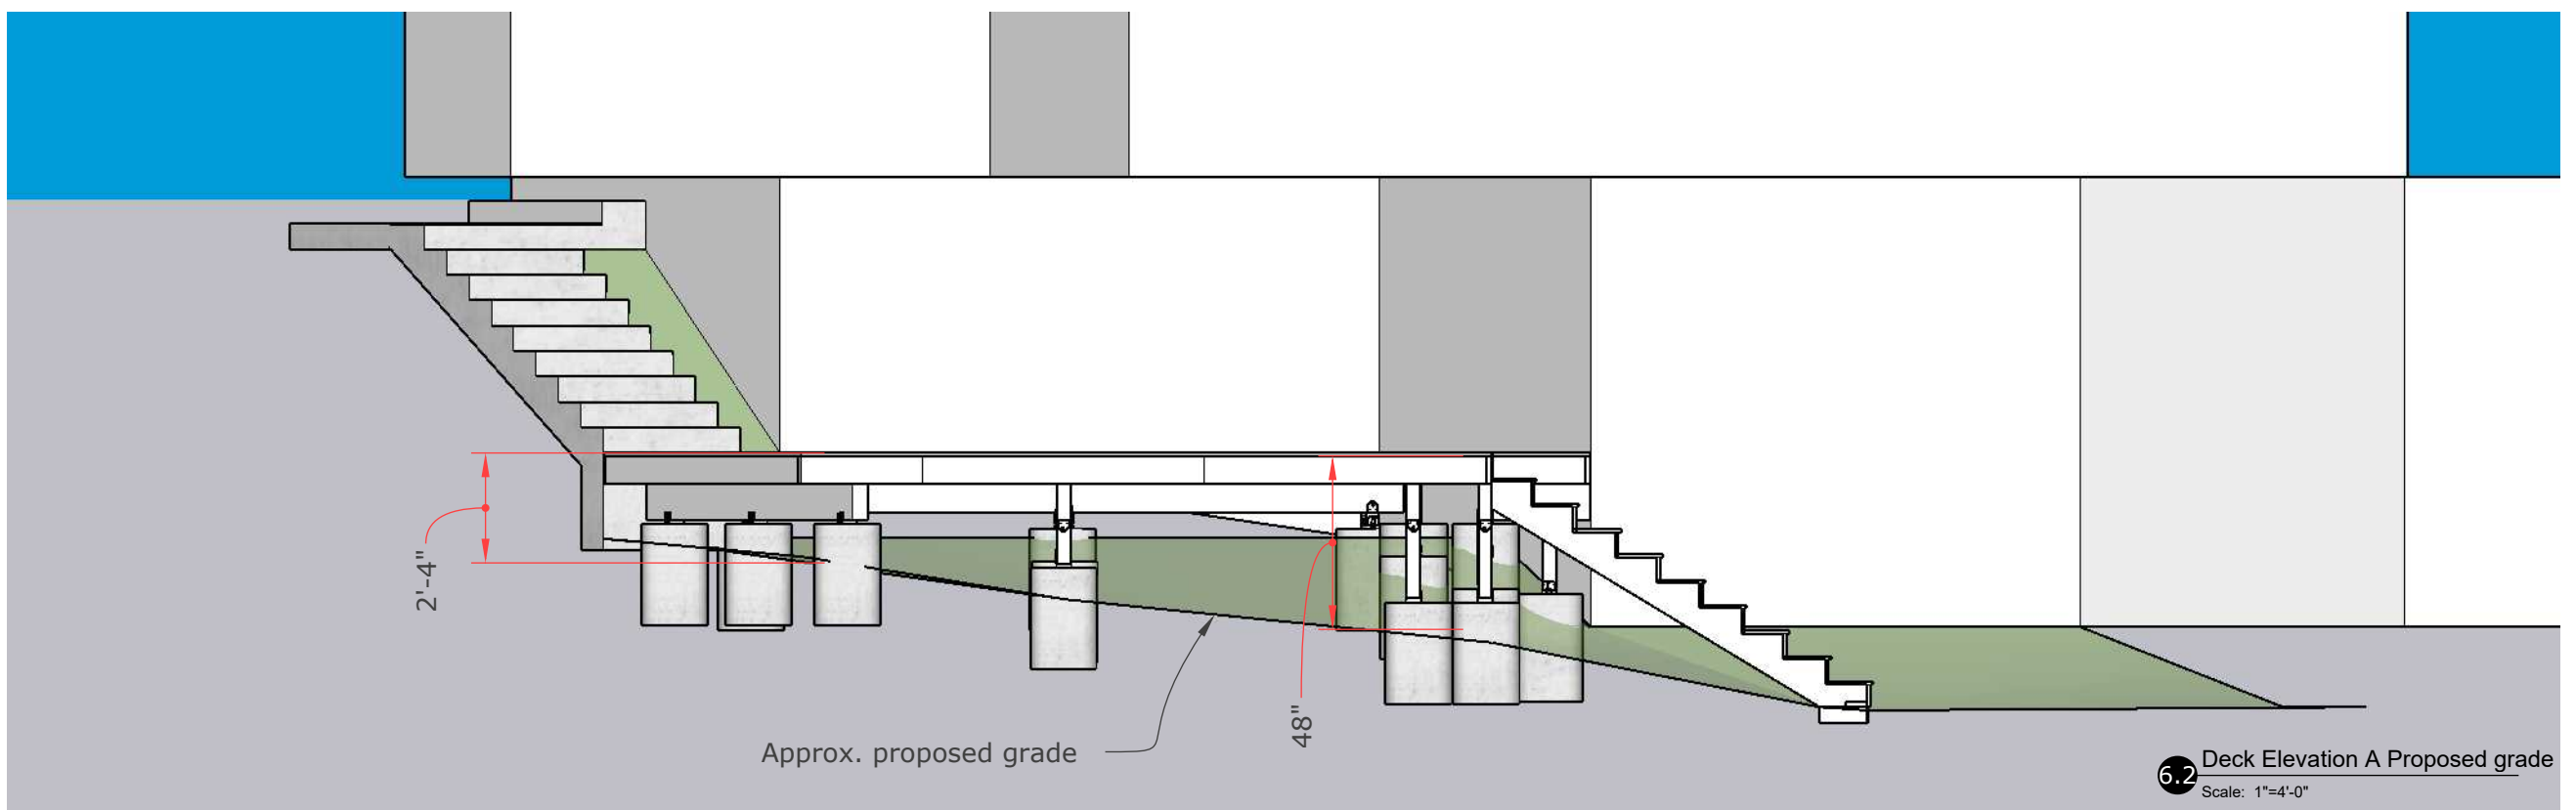 2'-4"
48"
Approx. proposed grade
6.2
Deck Elevation A Proposed grade
Scale: 1"=4'-0"